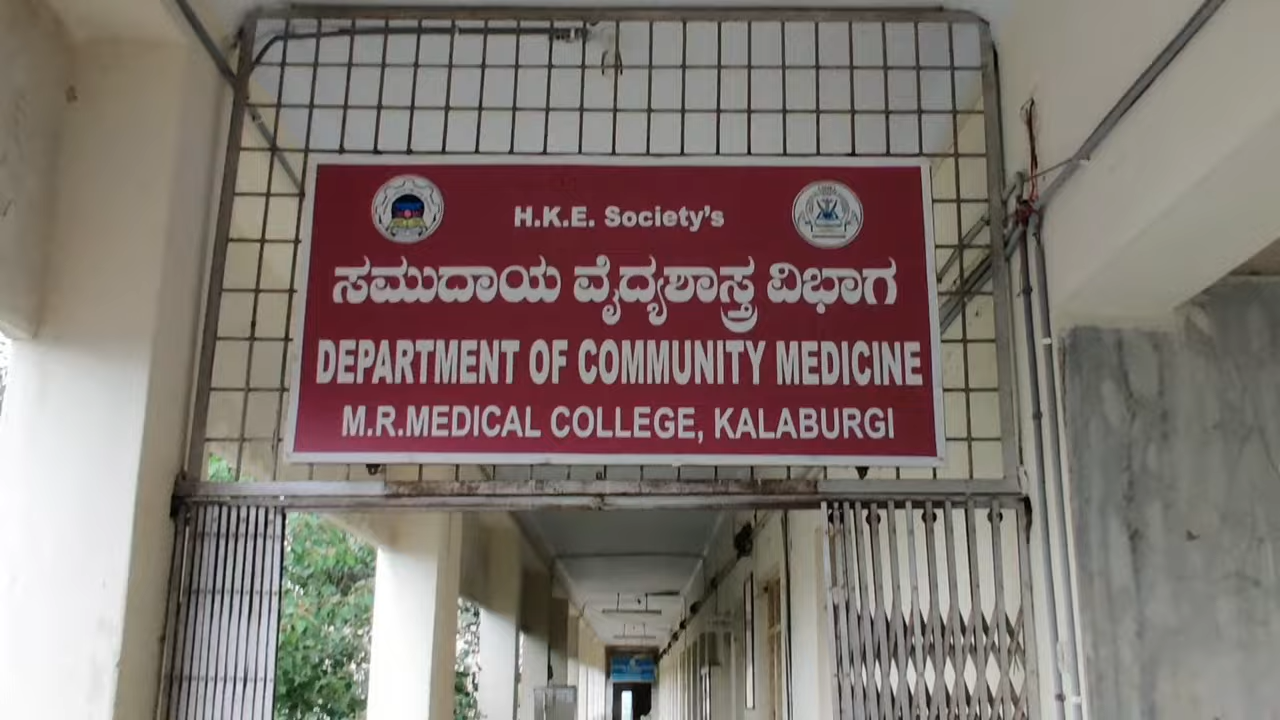 H.K.E. Society's
ಸಮುದಾಯ ವೈದ್ಯಶಾಸ್ತ್ರ ವಿಭಾಗ
DEPARTMENT OF COMMUNITY MEDICINE
M.R.MEDICAL COLLEGE, KALABURGI